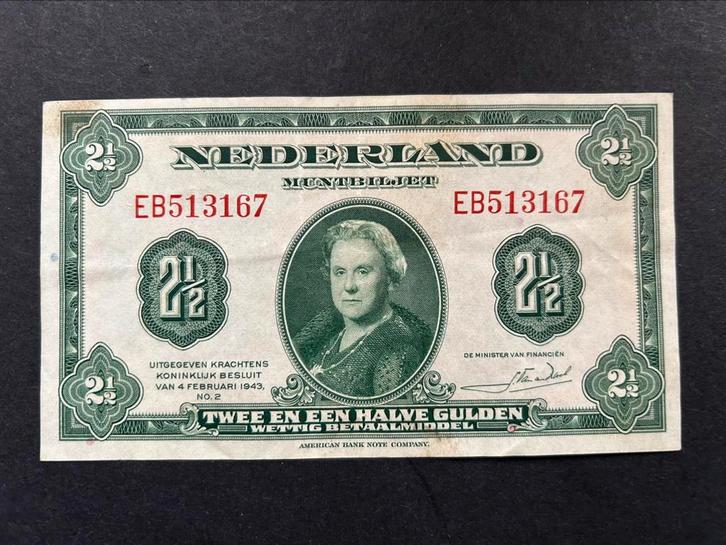 2½ 2½
NEDERLAND
MUNTBILJET
EB513167 EB513167
2½ 2½
UITGEGEVEN KRACHTENS
KONINKLIJK BESLUIT
VAN 4 FEBRUARI 1943,
NO. 2
DE MINISTER VAN FINANCIËN
2½ 2½
TWEE EN EEN HALVE GULDEN
WETTIG BETAALMIDDEL
AMERICAN BANK NOTE COMPANY.